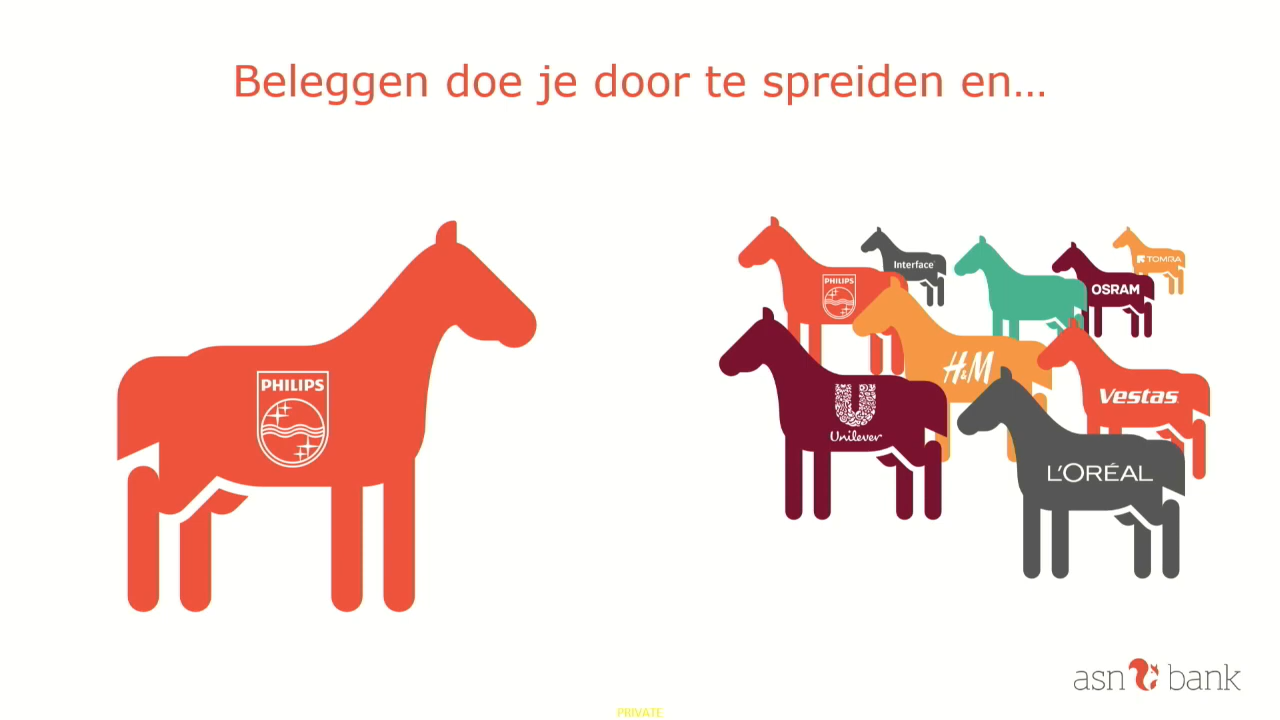 Beleggen doe je door te spreiden en...
PHILIPS
PHILIPS
Interface
OSRAM
TOMRA
H&M
Vestas
Unilever
L'ORÉAL
asn bank
PRIVATE